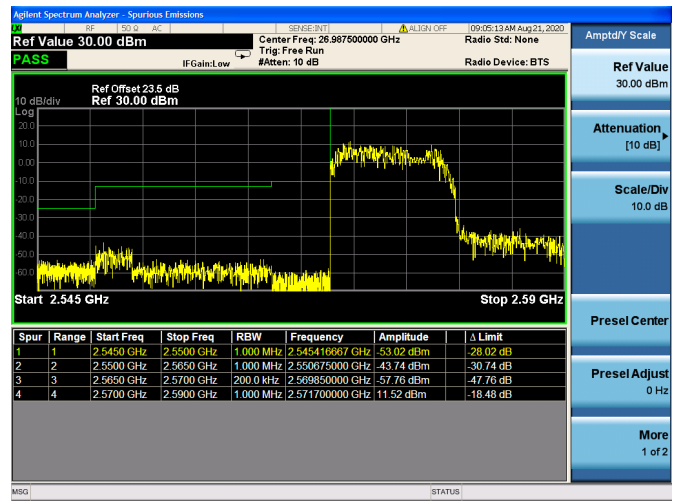 Agilent Spectrum Analyzer - Spurious Emissions
RF 50 Ω AC SENSE:INT ALIGN OFF 09:05:13 AM Aug 21, 2020
Ref Value 30.00 dBm
Center Freq: 26.987500000 GHz
Radio Std: None
Trig: Free Run
PASS
IFGain:Low
#Atten: 10 dB
Radio Device: BTS
Ref Offset 23.5 dB
10 dB/div
Ref 30.00 dBm
Log
20.0
10.0
0.00
-10.0
-20.0
-30.0
-40.0
-50.0
-60.0
Start 2.545 GHz
Stop 2.59 GHz
Spur Range Start Freq Stop Freq RBW Frequency Amplitude Δ Limit
1 1 2.5450 GHz 2.5500 GHz 1.000 MHz 2.545416667 GHz -53.02 dBm -28.02 dB
2 2 2.5500 GHz 2.5650 GHz 1.000 MHz 2.550675000 GHz -43.74 dBm -30.74 dB
3 3 2.5650 GHz 2.5700 GHz 200.0 kHz 2.569850000 GHz -57.76 dBm -47.76 dB
4 4 2.5700 GHz 2.5900 GHz 1.000 MHz 2.571700000 GHz 11.52 dBm -18.48 dB
MSG
STATUS
Amptd/Y Scale
Ref Value
30.00 dBm
Attenuation
[10 dB]
Scale/Div
10.0 dB
Presel Center
Presel Adjust
0 Hz
More
1 of 2